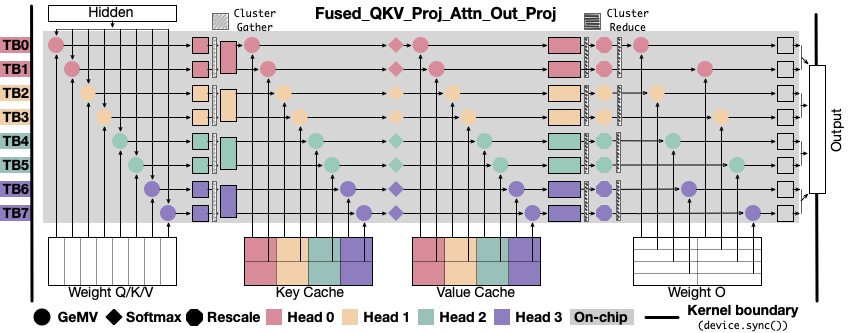 Hidden
Cluster
Gather
Fused_QKV_Proj_Attn_Out_Proj
Cluster
Reduce
TB0
TB1
TB2
TB3
TB4
TB5
TB6
TB7
Output
Weight Q/K/V
Key Cache
Value Cache
Weight O
GeMV
Softmax
Rescale
Head 0
Head 1
Head 2
Head 3
On-chip
Kernel boundary
(device.sync())